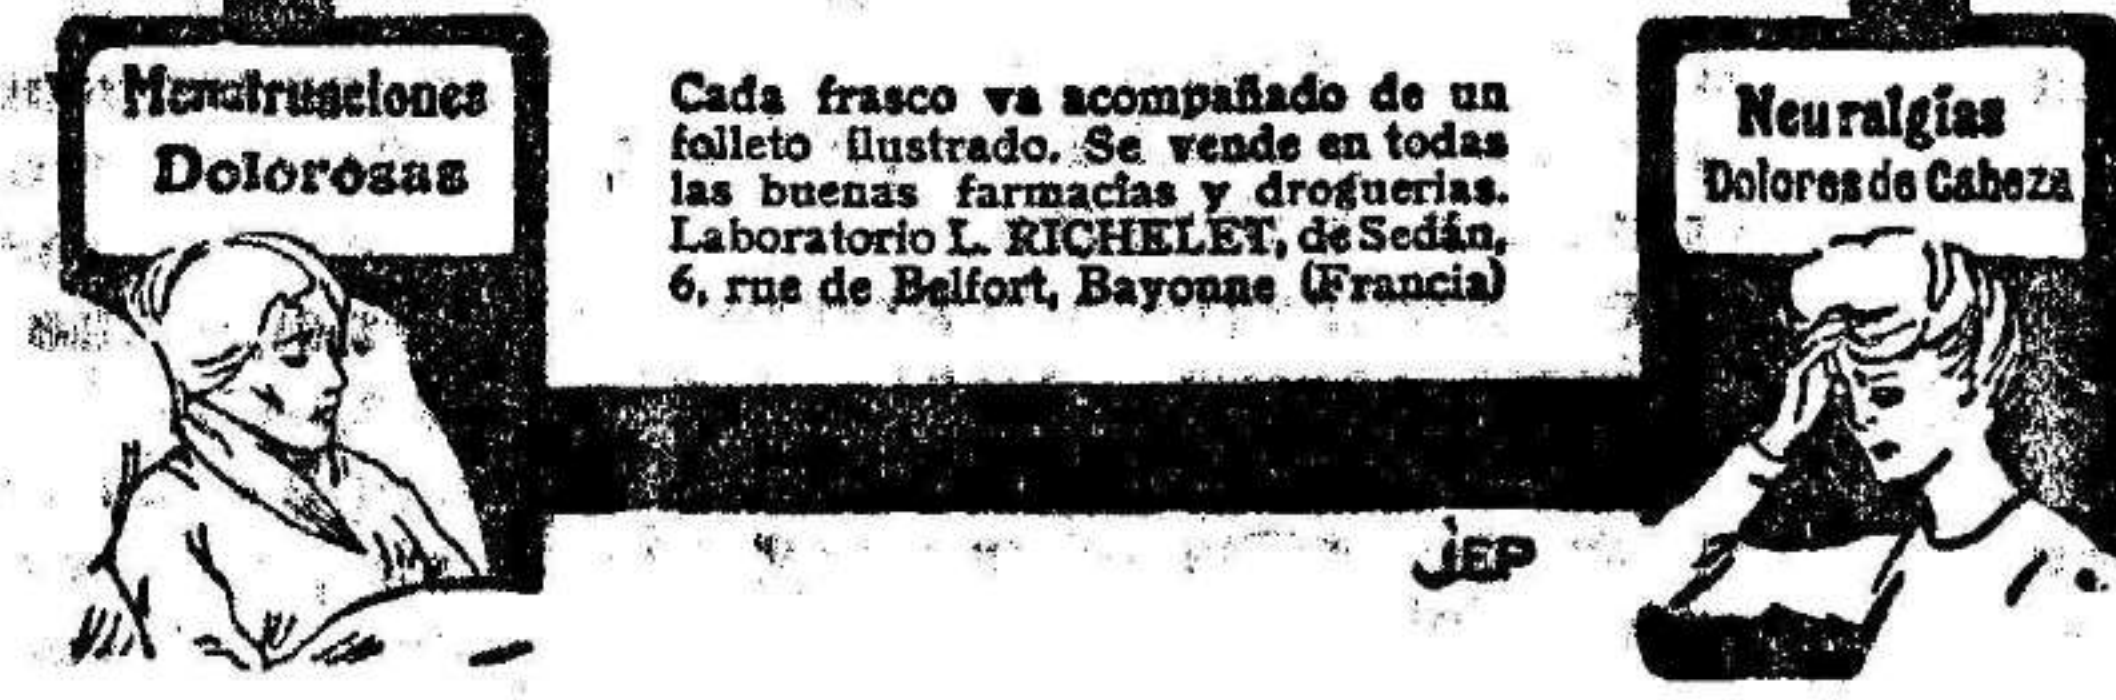 Menstruaciones
Dolorosas
Cada frasco va acompañado de un
folleto ilustrado. Se vende en todas
las buenas farmacias y droguerias.
Laboratorio L. RICHELET, de Sedán,
6, rue de Belfort, Bayonne (Francia)
Neuralgias
Dolores de Cabeza
JEP